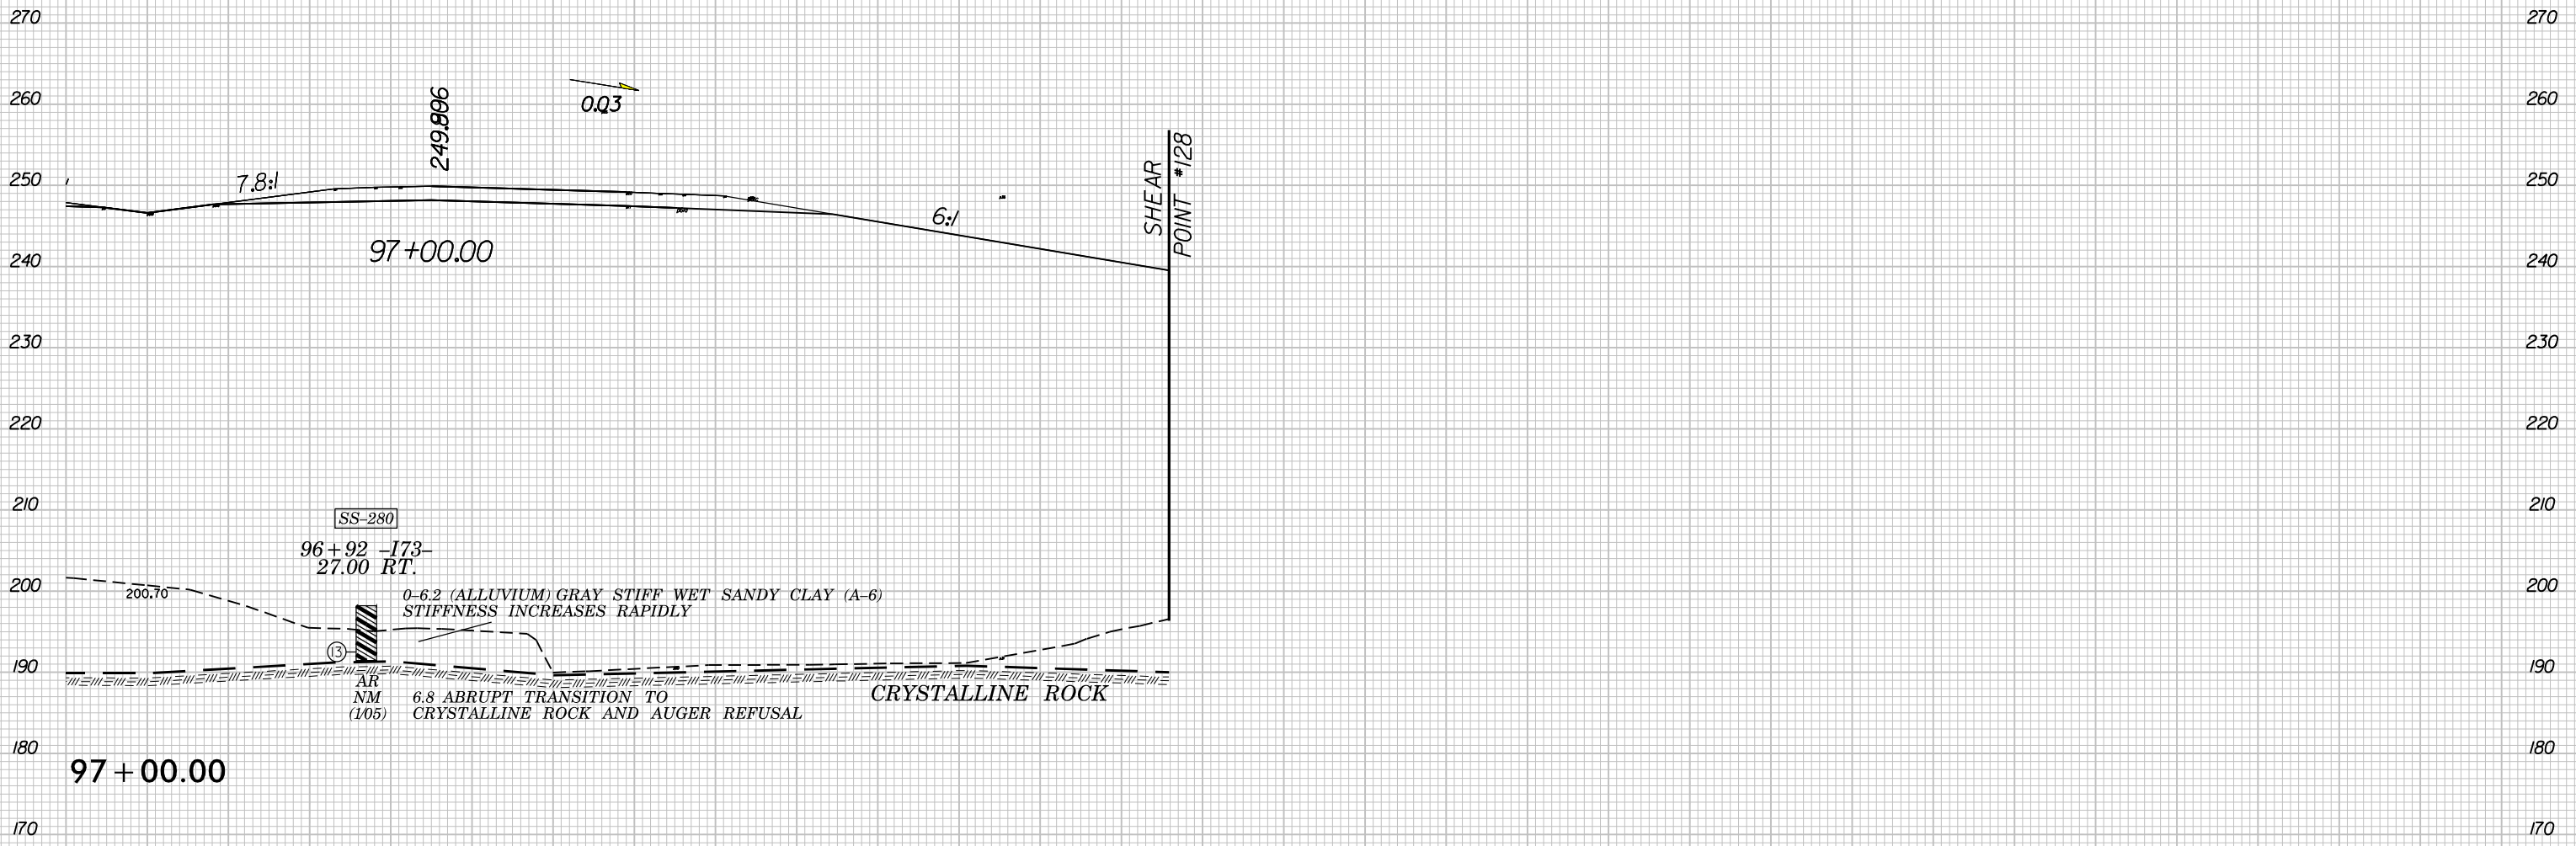 270 270
260 260
0.03
SHEAR
POINT #128
250 250
7.8:1
6:1
97+00.00
240 240
230 230
220 220
210 210
SS-280
96+92 -I73-
27.00 RT.
200 200
200.70
0-6.2 (ALLUVIUM) GRAY STIFF WET SANDY CLAY (A-6)
STIFFNESS INCREASES RAPIDLY
13
190 190
AR
NM
(1/05)
6.8 ABRUPT TRANSITION TO
CRYSTALLINE ROCK AND AUGER REFUSAL
CRYSTALLINE ROCK
180 180
97+00.00
170 170